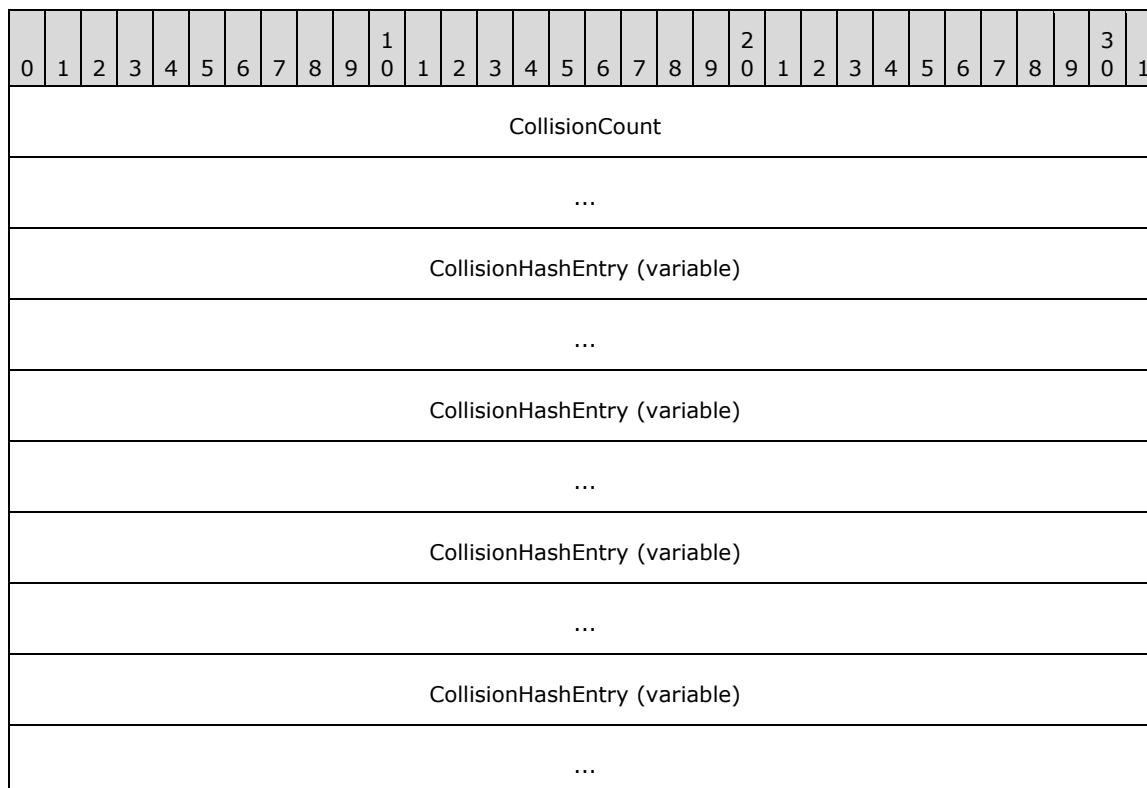 1 2 3
0 1 2 3 4 5 6 7 8 9 0 1 2 3 4 5 6 7 8 9 0 1 2 3 4 5 6 7 8 9 0 1
CollisionCount
...
CollisionHashEntry (variable)
...
CollisionHashEntry (variable)
...
CollisionHashEntry (variable)
...
CollisionHashEntry (variable)
...